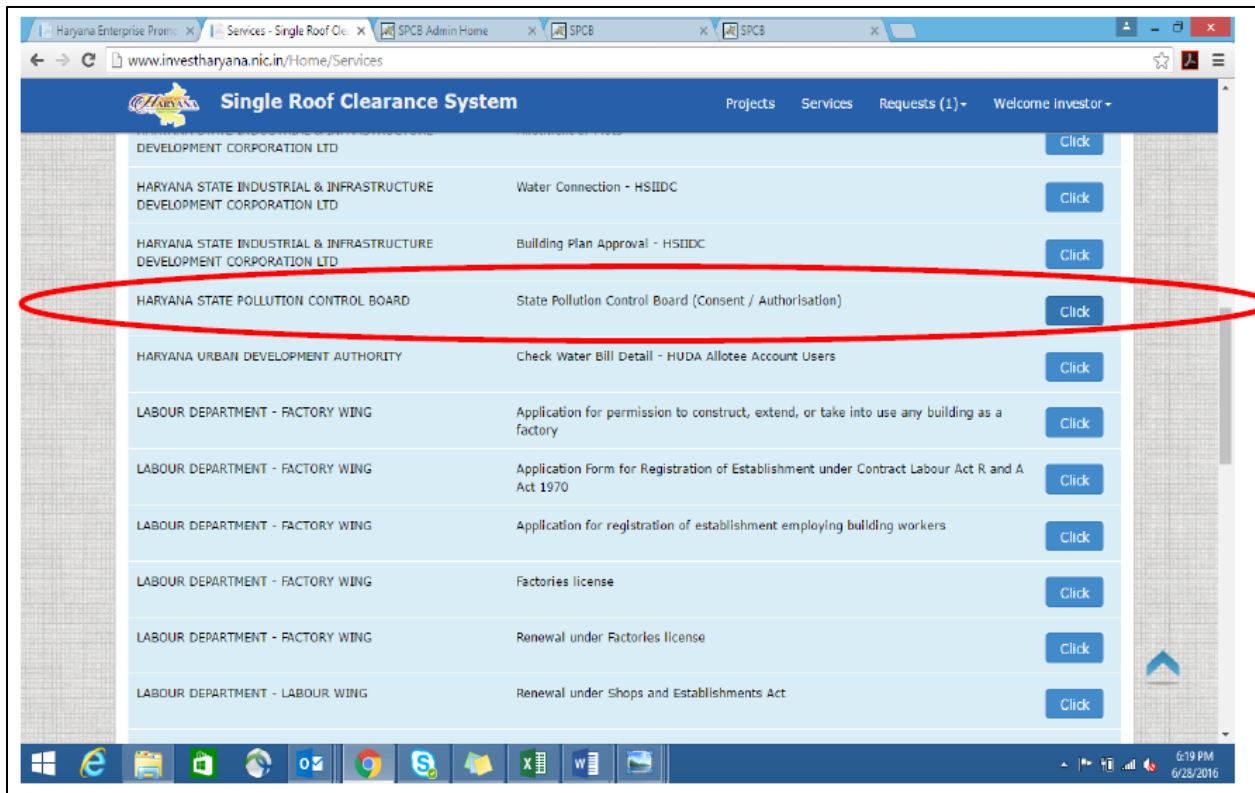 Haryana Enterprise Promo
Services - Single Roof Cle
SPCB Admin Home
SPCB
SPCB
www.investharyana.nic.in/Home/Services
HARYANA
Single Roof Clearance System
Projects
Services
Requests (1)
Welcome investor
DEVELOPMENT CORPORATION LTD
Click
HARYANA STATE INDUSTRIAL & INFRASTRUCTURE
DEVELOPMENT CORPORATION LTD
Water Connection - HSIIDC
Click
HARYANA STATE INDUSTRIAL & INFRASTRUCTURE
DEVELOPMENT CORPORATION LTD
Building Plan Approval - HSIIDC
Click
HARYANA STATE POLLUTION CONTROL BOARD
State Pollution Control Board (Consent / Authorisation)
Click
HARYANA URBAN DEVELOPMENT AUTHORITY
Check Water Bill Detail - HUDA Allotee Account Users
Click
LABOUR DEPARTMENT - FACTORY WING
Application for permission to construct, extend, or take into use any building as a
factory
Click
LABOUR DEPARTMENT - FACTORY WING
Application Form for Registration of Establishment under Contract Labour Act R and A
Act 1970
Click
LABOUR DEPARTMENT - FACTORY WING
Application for registration of establishment employing building workers
Click
LABOUR DEPARTMENT - FACTORY WING
Factories license
Click
LABOUR DEPARTMENT - FACTORY WING
Renewal under Factories license
Click
LABOUR DEPARTMENT - LABOUR WING
Renewal under Shops and Establishments Act
Click
6:19 PM
6/28/2016